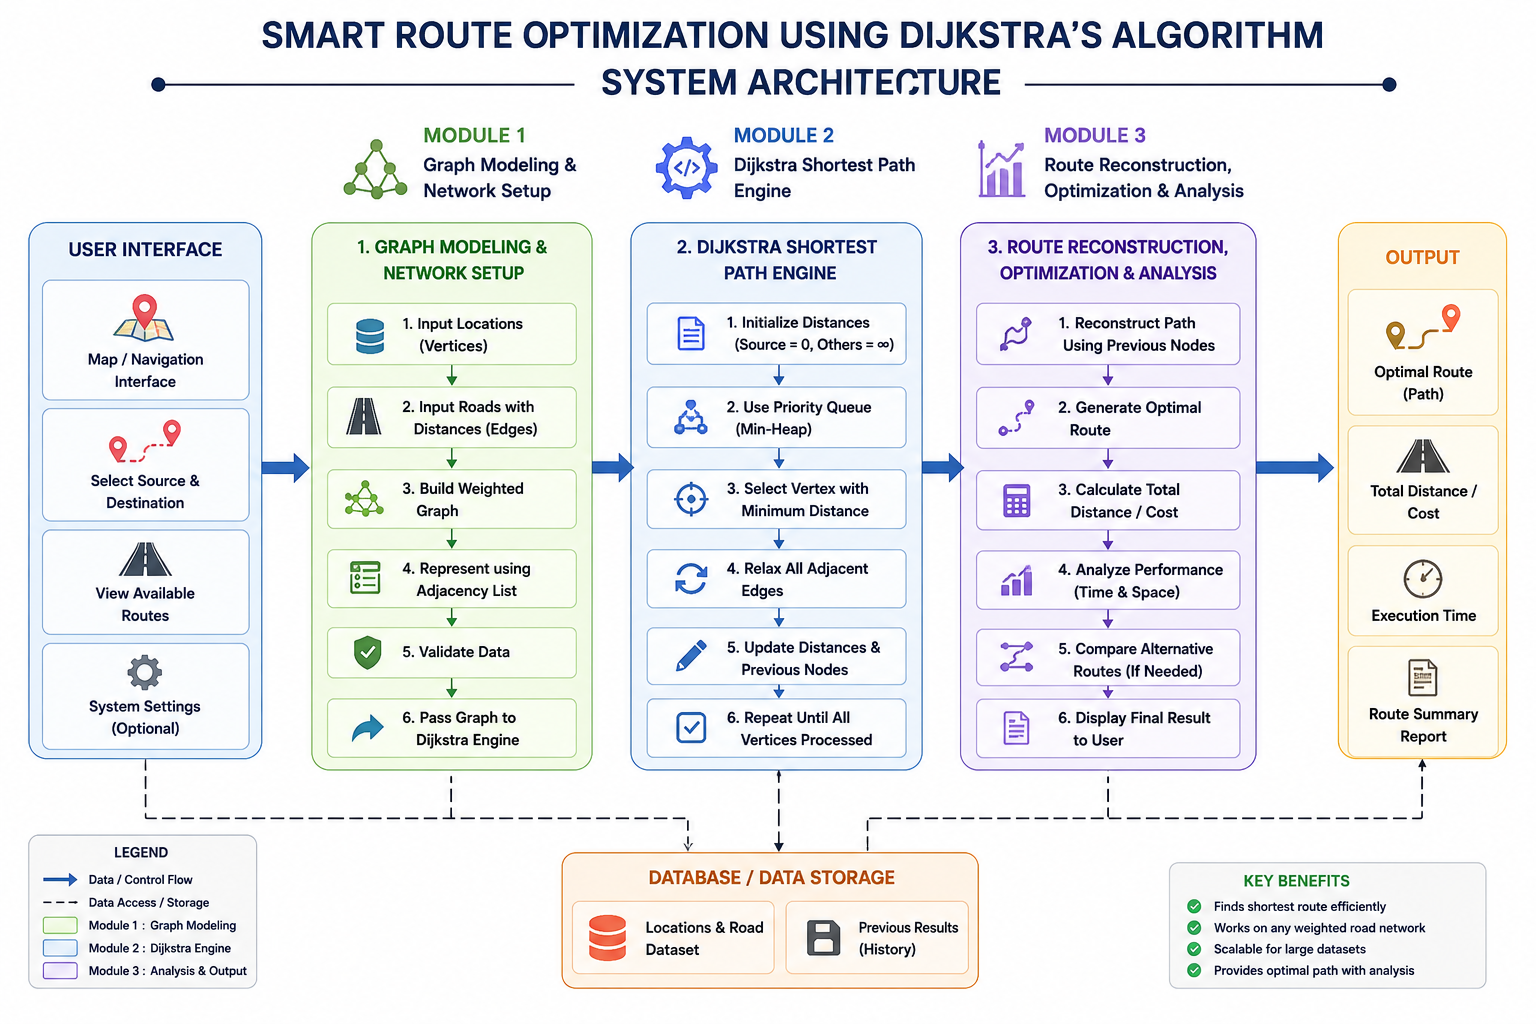 SMART ROUTE OPTIMIZATION USING DIJKSTRA'S ALGORITHM
SYSTEM ARCHITECTURE
MODULE 1
Graph Modeling &
Network Setup
MODULE 2
Dijkstra Shortest Path
Engine
MODULE 3
Route Reconstruction,
Optimization & Analysis
USER INTERFACE
Map / Navigation
Interface
Select Source &
Destination
View Available
Routes
System Settings
(Optional)
1. GRAPH MODELING &
NETWORK SETUP
1. Input Locations
(Vertices)
2. Input Roads with
Distances (Edges)
3. Build Weighted
Graph
4. Represent using
Adjacency List
5. Validate Data
6. Pass Graph to
Dijkstra Engine
2. DIJKSTRA SHORTEST
PATH ENGINE
1. Initialize Distances
(Source = 0, Others = ∞)
2. Use Priority Queue
(Min-Heap)
3. Select Vertex with
Minimum Distance
4. Relax All Adjacent
Edges
5. Update Distances &
Previous Nodes
6. Repeat Until All
Vertices Processed
3. ROUTE RECONSTRUCTION,
OPTIMIZATION & ANALYSIS
1. Reconstruct Path
Using Previous Nodes
2. Generate Optimal
Route
3. Calculate Total
Distance / Cost
4. Analyze Performance
(Time & Space)
5. Compare Alternative
Routes (If Needed)
6. Display Final Result
to User
OUTPUT
Optimal Route
(Path)
Total Distance /
Cost
Execution Time
Route Summary
Report
LEGEND
Data / Control Flow
Data Access / Storage
Module 1 : Graph Modeling
Module 2 : Dijkstra Engine
Module 3 : Analysis & Output
DATABASE / DATA STORAGE
Locations & Road
Dataset
Previous Results
(History)
KEY BENEFITS
Finds shortest route efficiently
Works on any weighted road network
Scalable for large datasets
Provides optimal path with analysis